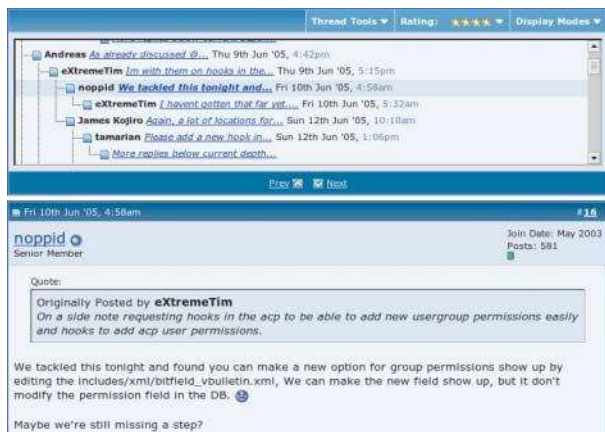 Thread Tools Rating: Display Modes
More replies below current depth...
Andreas As already discussed @... Thu 9th Jun '05, 4:42pm
eXtremeTim Im with them on hooks in the... Thu 9th Jun '05, 5:15pm
noppid We tackled this tonight and... Fri 10th Jun '05, 4:58am
eXtremeTim I havent gotten that far yet.... Fri 10th Jun '05, 5:32am
James Kojiro Again, a lot of locations for... Sun 12th Jun '05, 10:10am
tamarian Please add a new hook in... Sun 12th Jun '05, 1:06pm
More replies below current depth...
Prev Next
Fri 10th Jun '05, 4:58am #16
noppid Join Date: May 2003
Senior Member Posts: 581
Quote:
Originally Posted by eXtremeTim
On a side note requesting hooks in the acp to be able to add new usergroup permissions easily
and hooks to add acp user permissions.
We tackled this tonight and found you can make a new option for group permissions show up by
editing the includes/xml/bitfield_vbulletin.xml, We can make the new field show up, but it don't
modify the permission field in the DB.
Maybe we're still missing a step?